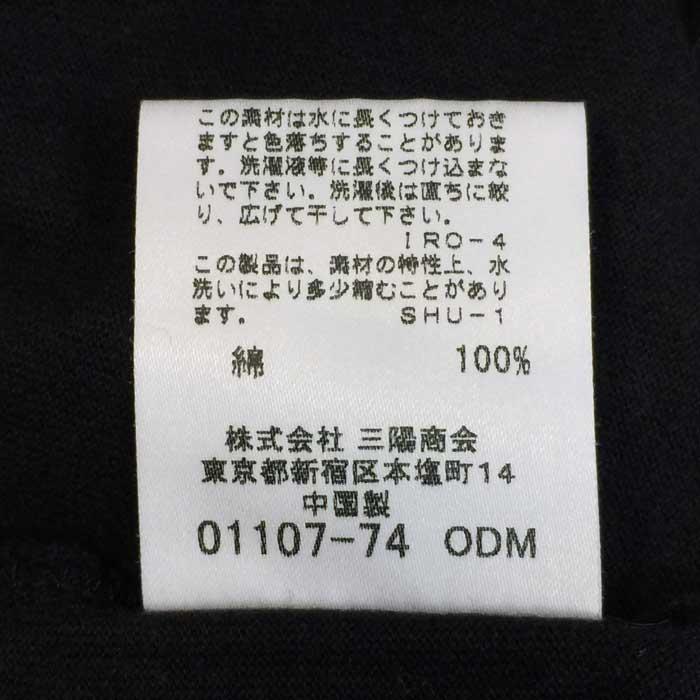 この素材は水に長くつけておき
ますと色落ちすることがありま
す。洗濯液等に長くつけ込まな
いで下さい。洗濯後は直ちに絞
り、広げて干して下さい。
IRO-4
この製品は、素材の特性上、水
洗いにより多少縮むことがあり
ます。 SHU-1
綿 100%
株式会社 三陽商会
東京都新宿区本塩町14
中国製
01107-74 ODM